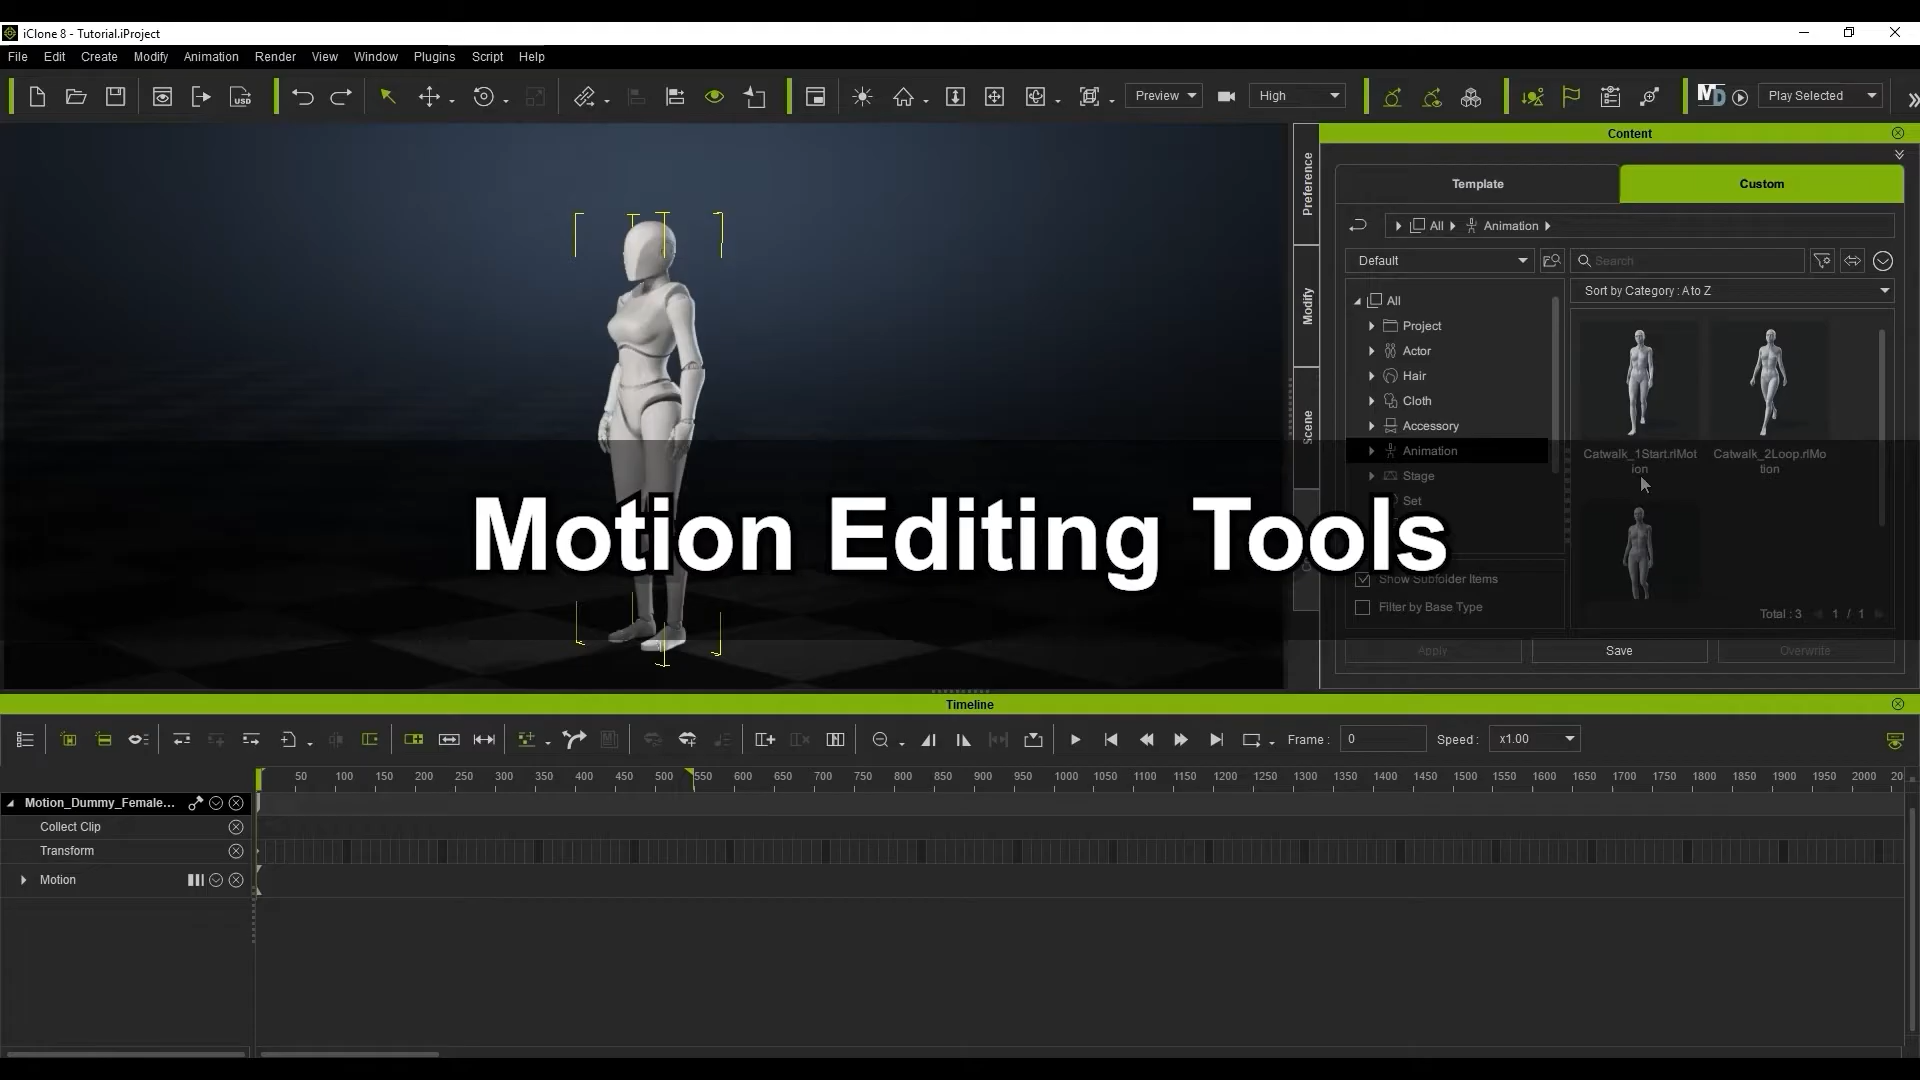 iClone 8 - Tutorial.iProject
File Edit Create Modify Animation Render View Window Plugins Script Help
USD
Preview
High
MD
Play Selected
Content
Template
Custom
All
Animation
Default
Search
Sort by Category : A to Z
All
Project
Actor
Hair
Cloth
Accessory
Animation
Stage
Set
Catwalk_1Start.rlMot
ion
Catwalk_2Loop.rlMo
tion
Show Subfolder Items
Filter by Base Type
Total : 3
1 / 1
Apply
Save
Overwrite
Preference
Modify
Scene
Motion Editing Tools
Timeline
Frame : 0
Speed : x1.00
50 100 150 200 250 300 350 400 450 500 550 600 650 700 750 800 850 900 950 1000 1050 1100 1150 1200 1250 1300 1350 1400 1450 1500 1550 1600 1650 1700 1750 1800 1850 1900 1950 2000 20
Motion_Dummy_Female...
Collect Clip
Transform
Motion